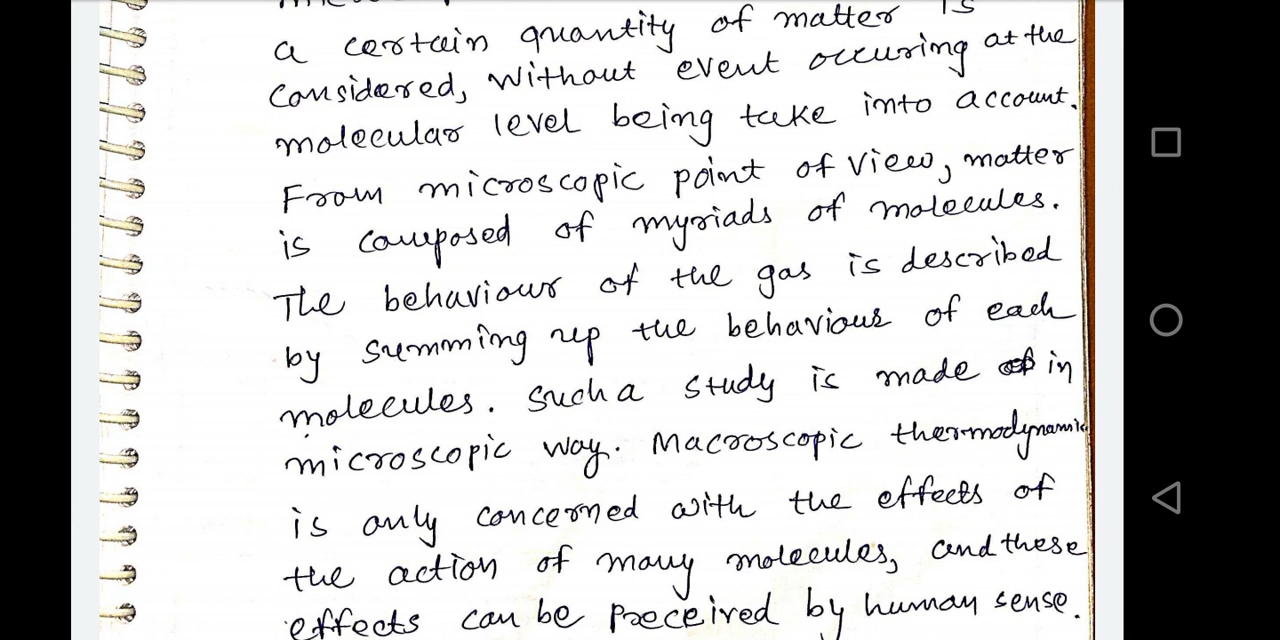 a certain quantity of matter is
considered, without event occuring at the
molecular level being take into account.
From microscopic point of view, matter
is composed of myriads of molecules.
The behaviour of the gas is described
by summing up the behaviour of each
molecules. Such a study is made in
microscopic way. Macroscopic thermodynamic
is only concerned with the effects of
the action of many molecules, and these
effects can be preceived by human sense.